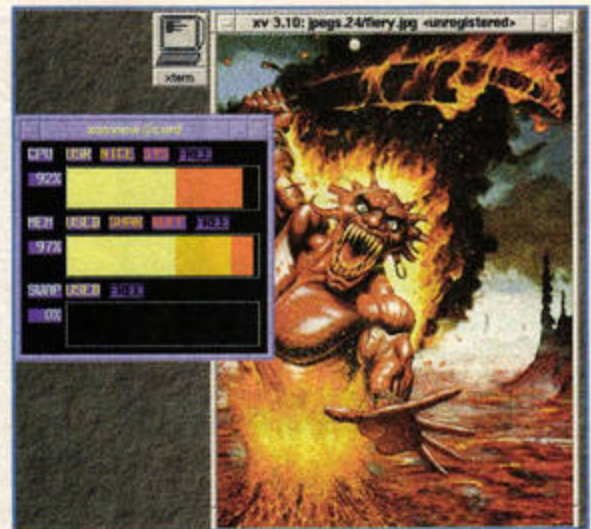 xv 3.10: jpegs.24/fiery.jpg <unregistered>
xterm
CPU USR NICE SYS FREE
92%
MEM USED SHAR BUFF FREE
97%
SWAP USED FREE
0%